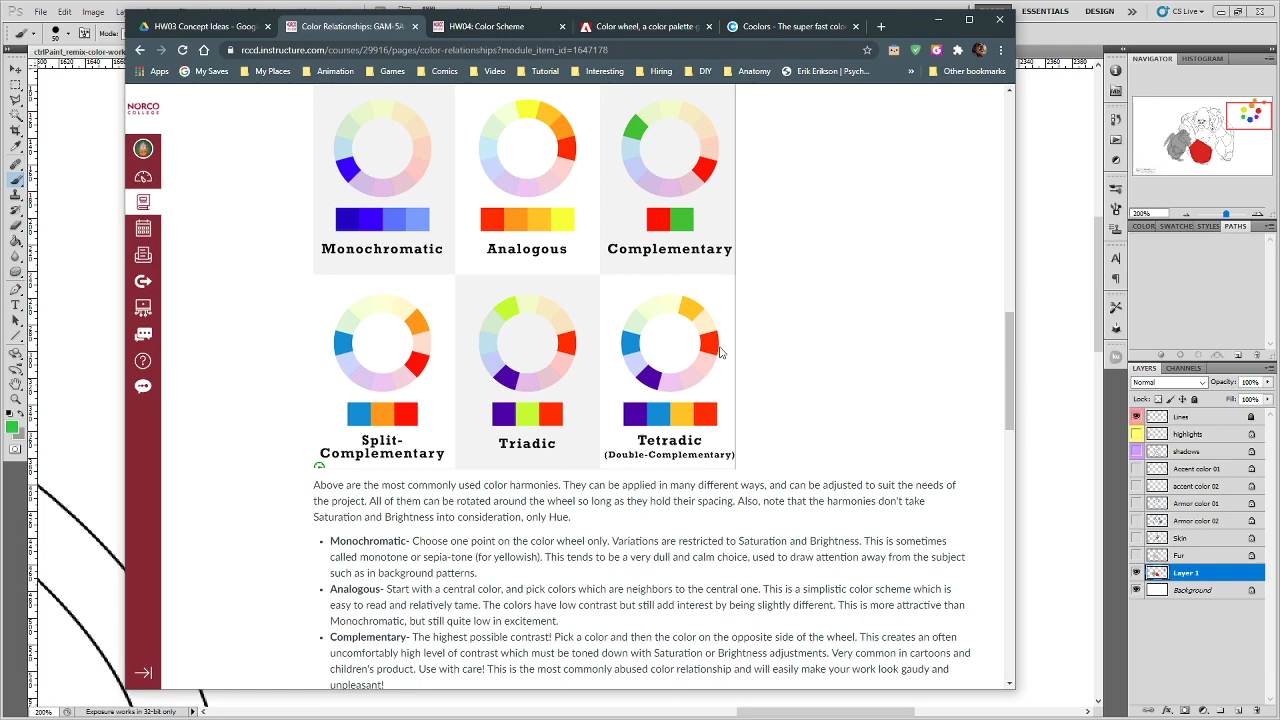 File
Edit
ESSENTIALS
DESIGN
CS Live
HW03 Concept Ideas - Googl
Color Relationships: GAM-5A
HW04: Color Scheme
Color wheel, a color palette g
Coolors - The super fast colo
Mode:
ctrlPaint_remix-color-work
rccd.instructure.com/courses/29916/pages/color-relationships?module_item_id=1647178
Apps
My Saves
My Places
Animation
Games
Comics
Video
Tutorial
Interesting
Hiring
DIY
Anatomy
Erik Erikson | Psych...
»
Other bookmarks
NORCO
COLLEGE
Monochromatic
Analogous
Complementary
Split-
Complementary
Triadic
Tetradic
(Double-Complementary)
Above are the most commonly used color harmonies. They can be applied in many different ways, and can be adjusted to suit the needs of
the project. All of them can be rotated around the wheel so long as they hold their spacing. Also, note that the harmonies don't take
Saturation and Brightness into consideration, only Hue.
• Monochromatic- Choose one point on the color wheel only. Variations are restricted to Saturation and Brightness. This is sometimes
called monotone or sepia-tone (for yellowish). This tends to be a very dull and calm choice, used to draw attention away from the subject
such as in background patterns.
• Analogous- Start with a central color, and pick colors which are neighbors to the central one. This is a simplistic color scheme which is
easy to read and relatively tame. The colors have low contrast but still add interest by being slightly different. This is more attractive than
Monochromatic, but still quite low in excitement.
• Complementary- The highest possible contrast! Pick a color and then the color on the opposite side of the wheel. This creates an often
uncomfortably high level of contrast which must be toned down with Saturation or Brightness adjustments. Very common in cartoons and
children's product. Use with care! This is the most commonly abused color relationship and will easily make your work look gaudy and
unpleasant!
NAVIGATOR
HISTOGRAM
200%
COLOR
SWATCHE
STYLES
PATHS
LAYERS
CHANNELS
Normal
Opacity: 100%
Lock:
Fill: 100%
Lines
highlights
shadows
Accent color 01
accent color 02
Armor color 01
Armor color 02
Skin
Fur
Layer 1
Background
200%
Exposure works in 32-bit only